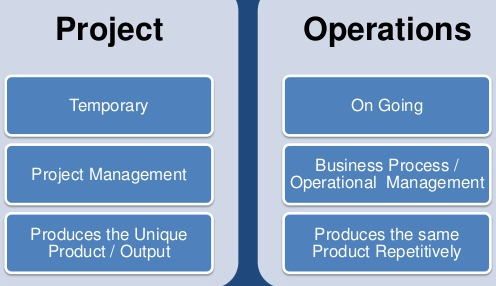 Project
Temporary
Project Management
Produces the Unique
Product / Output
Operations
On Going
Business Process /
Operational Management
Produces the same
Product Repetitively